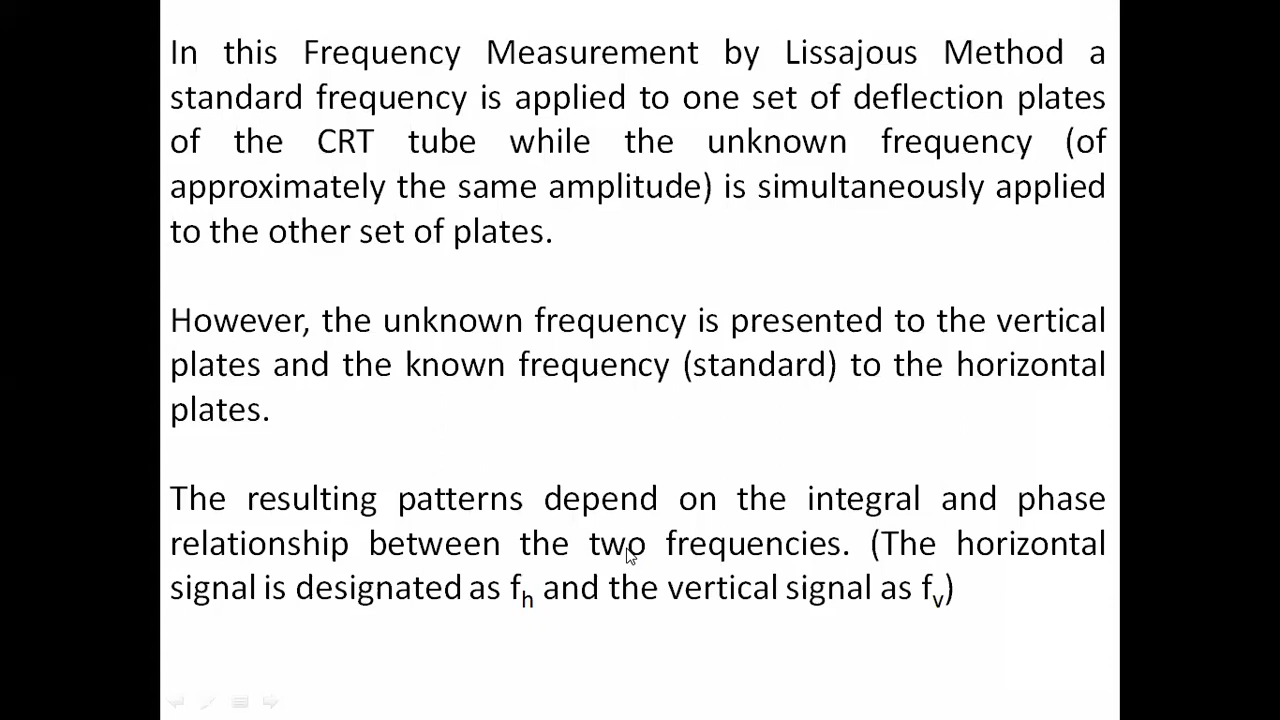 In this Frequency Measurement by Lissajous Method a
standard frequency is applied to one set of deflection plates
of the CRT tube while the unknown frequency (of
approximately the same amplitude) is simultaneously applied
to the other set of plates.
However, the unknown frequency is presented to the vertical
plates and the known frequency (standard) to the horizontal
plates.
The resulting patterns depend on the integral and phase
relationship between the two frequencies. (The horizontal
signal is designated as fh and the vertical signal as fv)